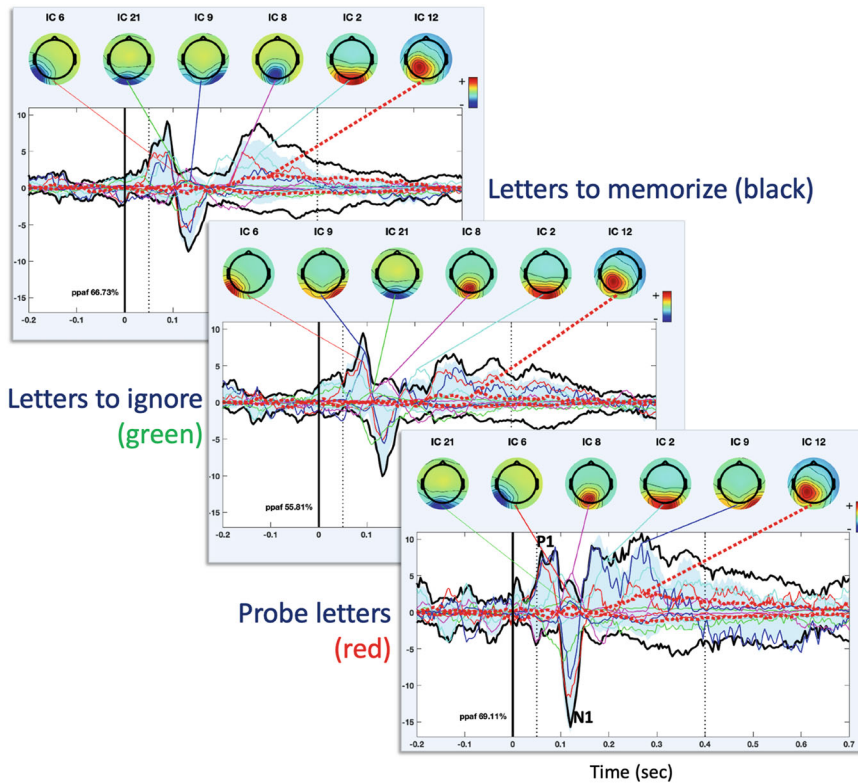 IC 6 IC 21 IC 9 IC 8 IC 2 IC 12
+
-
10
5
0
-5
-10
-15
ppaf 66.73%
-0.2 -0.1 0 0.1
Letters to memorize (black)
IC 6 IC 9 IC 21 IC 8 IC 2 IC 12
+
-
10
5
0
-5
-10
-15
ppaf 55.81%
-0.2 -0.1 0 0.1
Letters to ignore
(green)
IC 21 IC 6 IC 8 IC 2 IC 9 IC 12
+
-
P1
10
5
0
-5
-10
-15
N1
ppaf 69.11%
-0.2 -0.1 0 0.1 0.2 0.3 0.4 0.5 0.6 0.7
Time (sec)
Probe letters
(red)